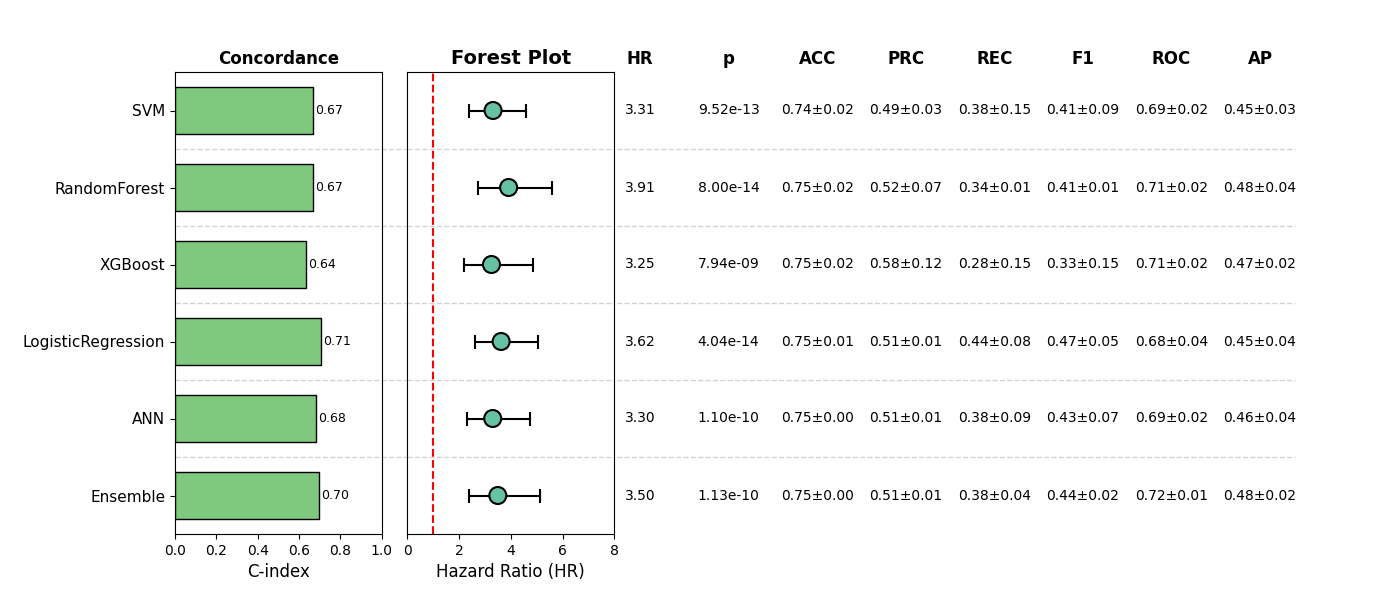 Concordance Forest Plot HR p ACC PRC REC F1 ROC AP
SVM 0.67 3.31 9.52e-13 0.74±0.02 0.49±0.03 0.38±0.15 0.41±0.09 0.69±0.02 0.45±0.03
RandomForest 0.67 3.91 8.00e-14 0.75±0.02 0.52±0.07 0.34±0.01 0.41±0.01 0.71±0.02 0.48±0.04
XGBoost 0.64 3.25 7.94e-09 0.75±0.02 0.58±0.12 0.28±0.15 0.33±0.15 0.71±0.02 0.47±0.02
LogisticRegression 0.71 3.62 4.04e-14 0.75±0.01 0.51±0.01 0.44±0.08 0.47±0.05 0.68±0.04 0.45±0.04
ANN 0.68 3.30 1.10e-10 0.75±0.00 0.51±0.01 0.38±0.09 0.43±0.07 0.69±0.02 0.46±0.04
Ensemble 0.70 3.50 1.13e-10 0.75±0.00 0.51±0.01 0.38±0.04 0.44±0.02 0.72±0.01 0.48±0.02
0.0 0.2 0.4 0.6 0.8 1.0 0 2 4 6 8
C-index Hazard Ratio (HR)